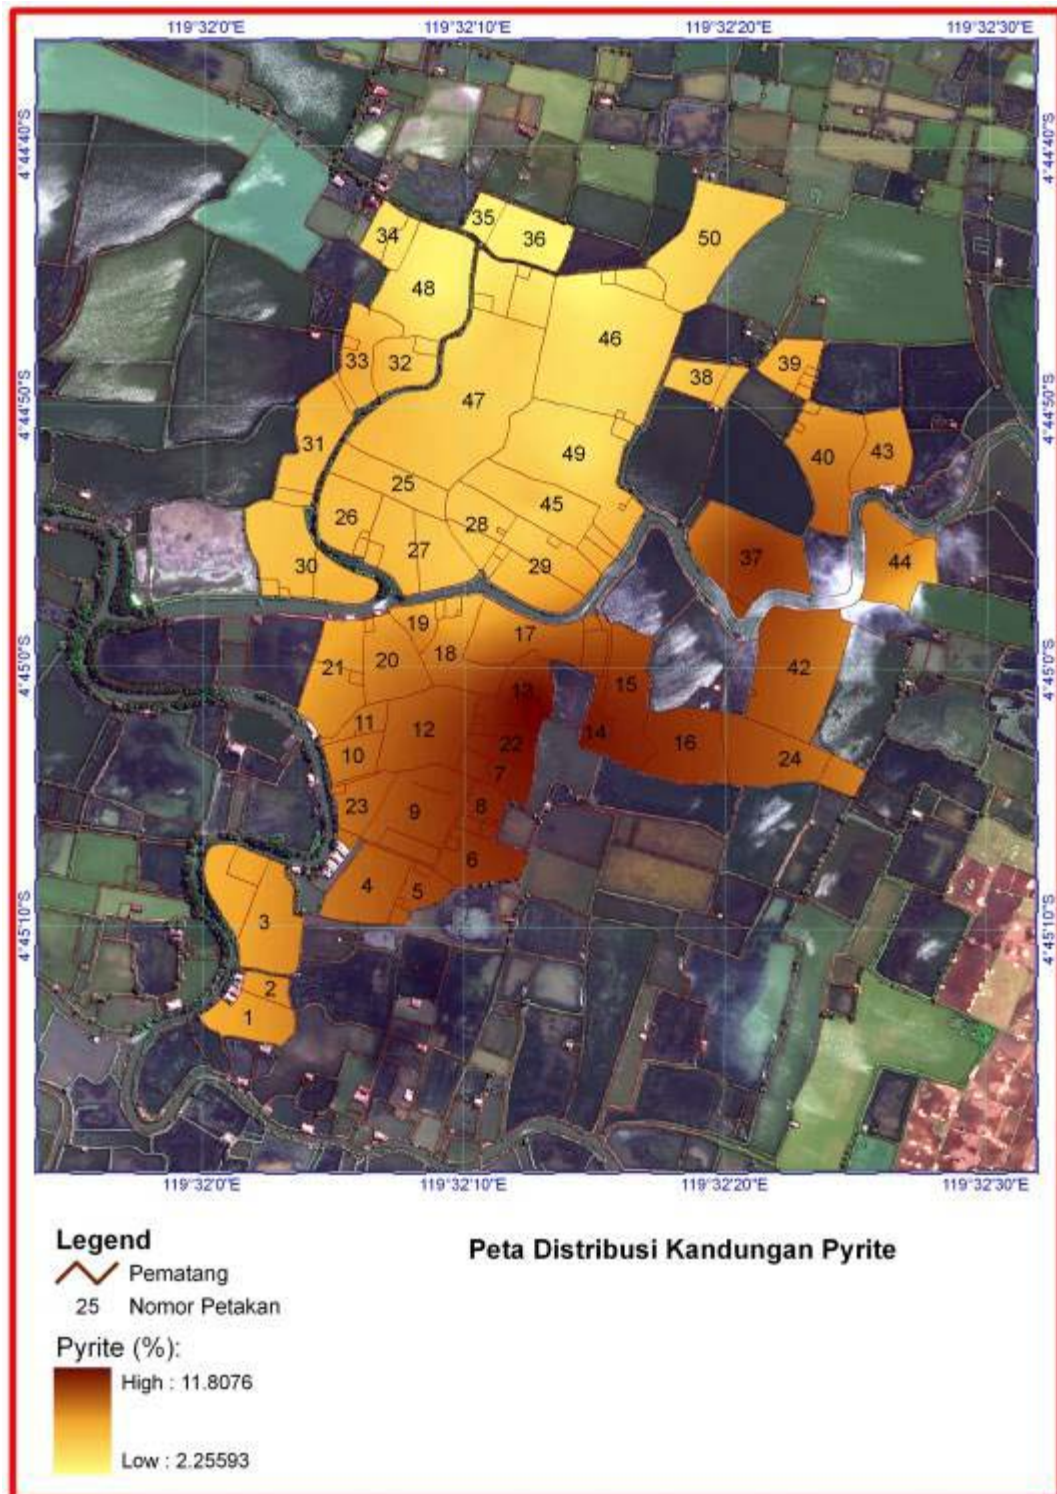 119°32'0"E 119°32'10"E 119°32'20"E 119°32'30"E
4°44'40"S 4°44'40"S
35
34 36 50
48
46
33 32 39
38
47
4°44'50"S 4°44'50"S
31 49 40 43
25
26 45
28
27
30 29 37 44
19
17
18
20
21 42
4°45'0"S 4°45'0"S
13 15
11 12
14
22 16
10 24
7
23 9 8
6
4 5
3
4°45'10"S 4°45'10"S
2
1
119°32'0"E 119°32'10"E 119°32'20"E 119°32'30"E
Legend
Peta Distribusi Kandungan Pyrite
Pematang
25 Nomor Petakan
Pyrite (%):
High : 11.8076
Low : 2.25593